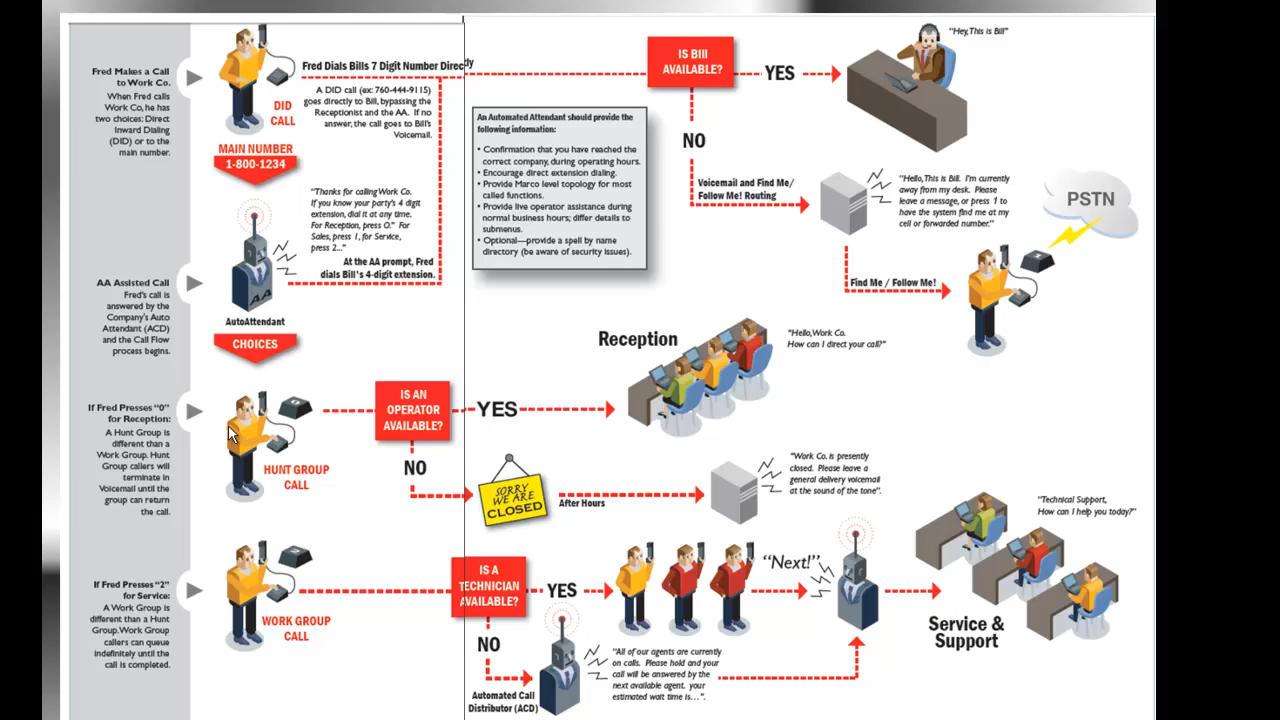 Fred Makes a Call
to Work Co.
When Fred calls
Work Co, he has
two choices: Direct
Inward Dialing
(DID) or to the
main number.
Fred Dials Bills 7 Digit Number Directly
DID
CALL
A DID call (ex: 760-444-9115)
goes directly to Bill, bypassing the
Receptionist and the AA. If no
answer, the call goes to Bill's
Voicemail.
MAIN NUMBER
1-800-1234
IS BILL
AVAILABLE?
YES
"Hey, This is Bill"
NO
An Automated Attendant should provide the
following information:
• Confirmation that you have reached the
correct company, during operating hours.
• Encourage direct extension dialing.
• Provide Marco level topology for most
called functions.
• Provide live operator assistance during
normal business hours; differ details to
submenus.
• Optional—provide a spell by name
directory (be aware of security issues).
Voicemail and Find Me/
Follow Me! Routing
"Hello, This is Bill. I'm currently
away from my desk. Please
leave a message, or press 1 to
have the system find me at my
cell or forwarded number."
PSTN
Find Me / Follow Me!
AA Assisted Call
Fred's call is
answered by the
Company's Auto
Attendant (ACD)
and the Call Flow
process begins.
"Thanks for calling Work Co.
If you know your party's 4 digit
extension, dial it at any time.
For Reception, press O." For
Sales, press 1, for Service,
press 2..."
At the AA prompt, Fred
dials Bill's 4-digit extension.
AA
AutoAttendant
CHOICES
If Fred Presses "0"
for Reception:
A Hunt Group is
different than a
Work Group. Hunt
Group callers will
terminate in
Voicemail until the
group can return
the call.
0
HUNT GROUP
CALL
IS AN
OPERATOR
AVAILABLE?
YES
Reception
"Hello, Work Co.
How can I direct your call?"
NO
SORRY
WE ARE
CLOSED
After Hours
"Work Co. is presently
closed. Please leave a
general delivery voicemail
at the sound of the tone".
If Fred Presses "2"
for Service:
A Work Group is
different than a Hunt
Group. Work Group
callers can queue
indefinitely until the
call is completed.
2
WORK GROUP
CALL
IS A
TECHNICIAN
AVAILABLE?
YES
"Next!"
Service &
Support
"Technical Support,
How can I help you today?"
NO
Automated Call
Distributor (ACD)
"All of our agents are currently
on calls. Please hold and your
call will be answered by the
next available agent. your
estimated wait time is...".